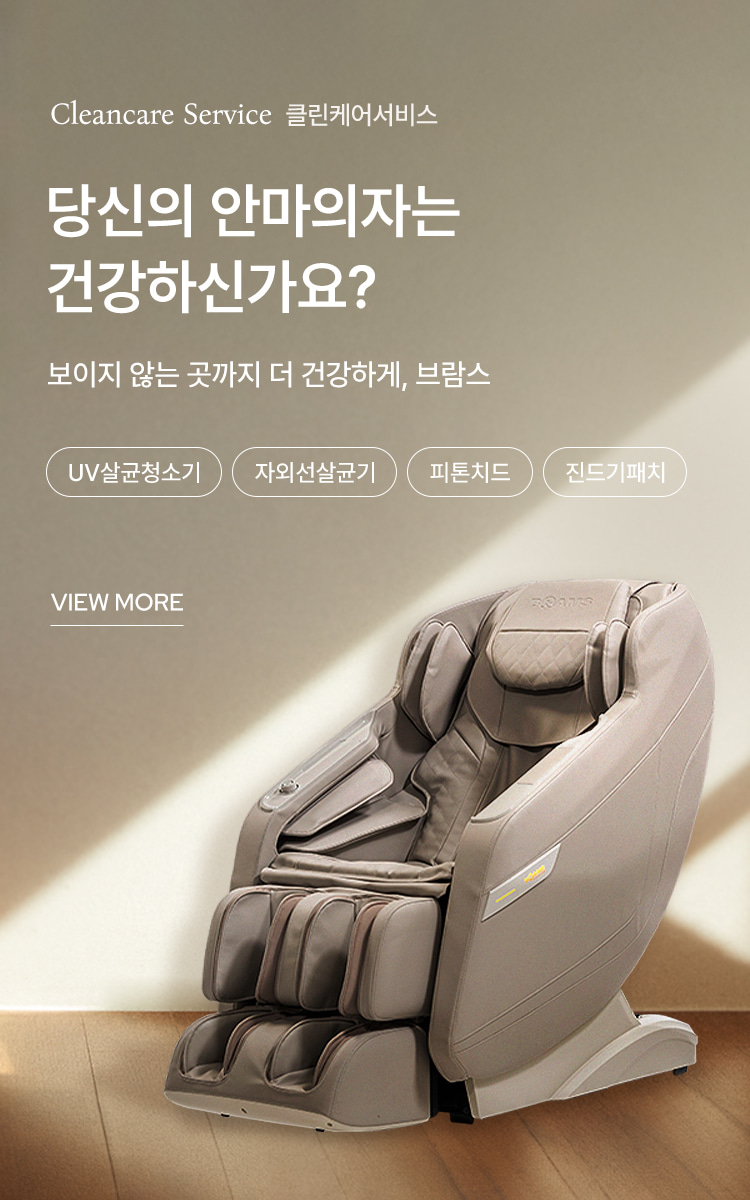 Cleancare Service 클린케어서비스
당신의 안마의자는
건강하신가요?
보이지 않는 곳까지 더 건강하게, 브람스
UV살균청소기 자외선살균기 피톤치드 진드기패치
VIEW MORE
BRAMS